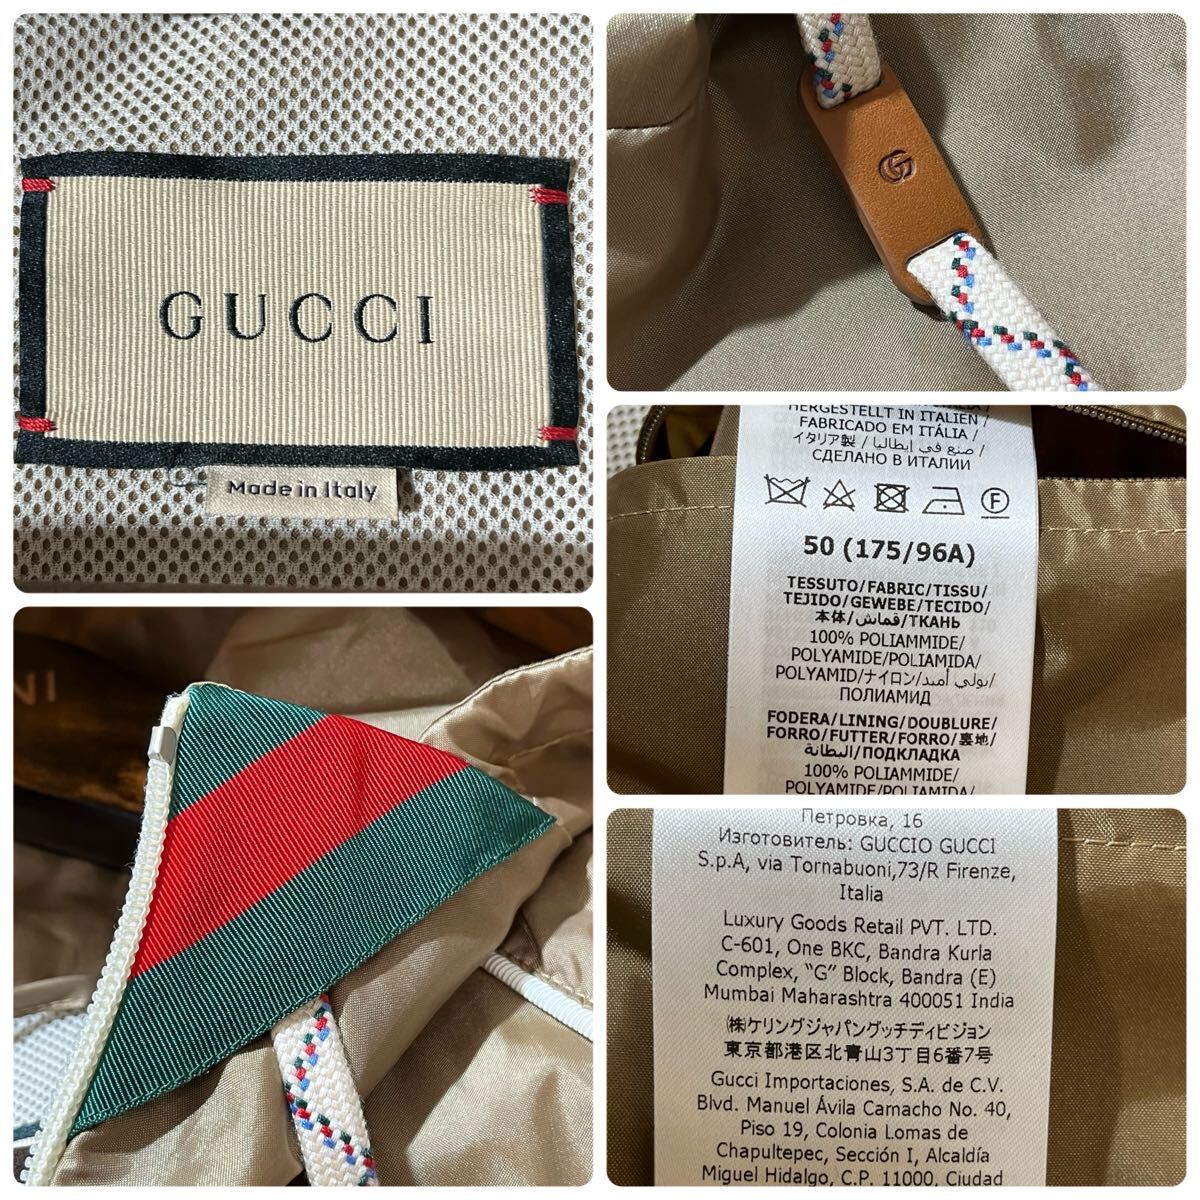 GUCCI
Made in Italy
HERGESTELLT IN ITALIEN /
FABRICADO EM ITÁLIA /
イタリア製 / صنع في إيطاليا /
СДЕЛАНО В ИТАЛИИ
F
50 (175/96A)
TESSUTO/FABRIC/TISSU/
TEJIDO/GEWEBE/TECIDO/
本体/قماش/ТКАНЬ
100% POLIAMMIDE/
POLYAMIDE/POLIAMIDA/
POLYAMID/ナイロン/بولي أميد/
ПОЛИАМИД
FODERA/LINING/DOUBLURE/
FORRO/FUTTER/FORRO/裏地/
البطانة/ПОДКЛАДКА
100% POLIAMMIDE/
POLYAMIDE/POLIAMIDA/
NI
Петровка, 16
Изготовитель: GUCCIO GUCCI
S.p.A, via Tornabuoni,73/R Firenze,
Italia
Luxury Goods Retail PVT. LTD.
C-601, One BKC, Bandra Kurla
Complex, "G" Block, Bandra (E)
Mumbai Maharashtra 400051 India
㈱ケリングジャパングッチディビジョン
東京都港区北青山3丁目6番7号
Gucci Importaciones, S.A. de C.V.
Blvd. Manuel Ávila Camacho No. 40,
Piso 19, Colonia Lomas de
Chapultepec, Sección I, Alcaldía
Miguel Hidalgo, C.P. 11000, Ciudad